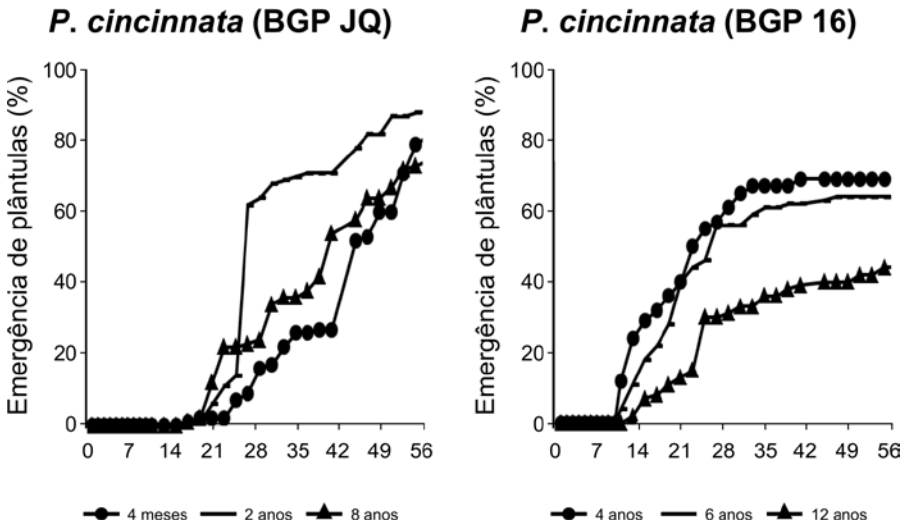 P. cincinnata (BGP JQ)
Emergência de plântulas (%)
100
80
60
40
20
0
0 7 14 21 28 35 42 49 56
4 meses 2 anos 8 anos
P. cincinnata (BGP 16)
Emergência de plântulas (%)
100
80
60
40
20
0
0 7 14 21 28 35 42 49 56
4 anos 6 anos 12 anos